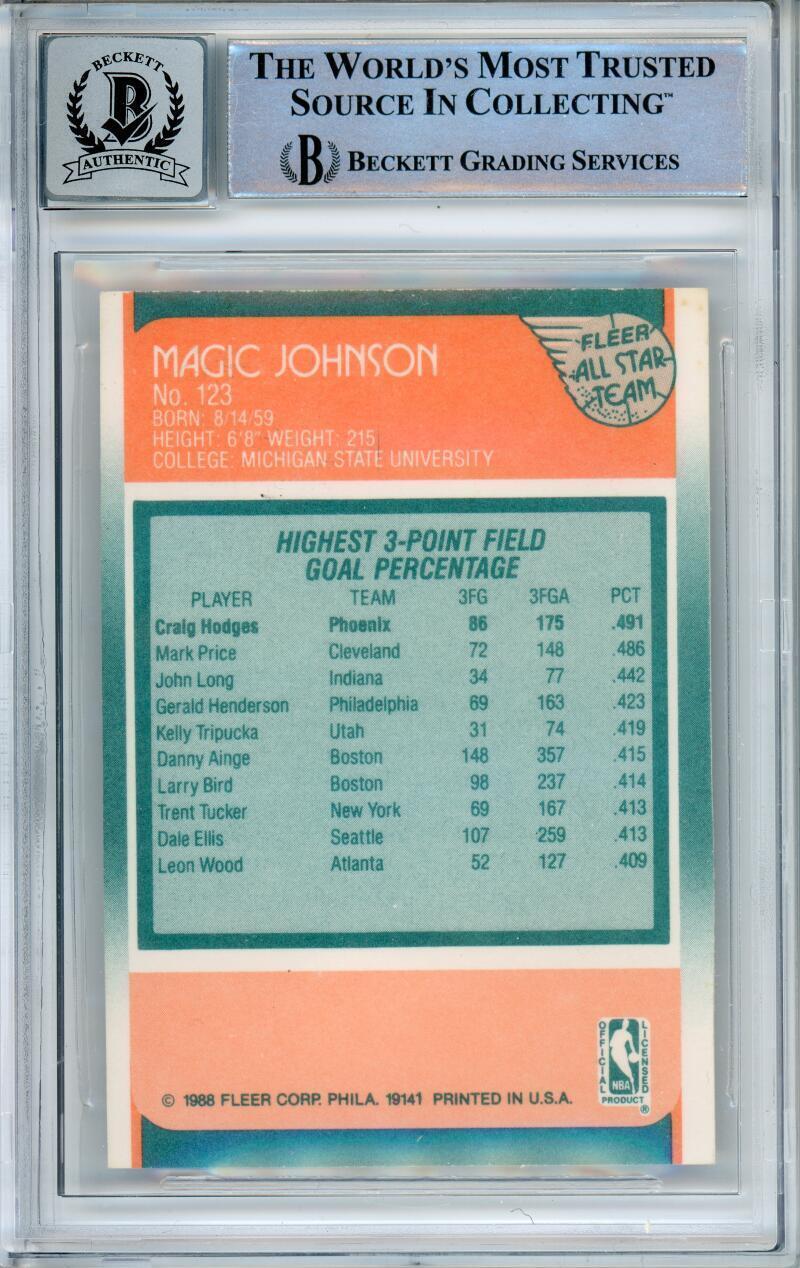 BECKETT
B
AUTHENTIC
THE WORLD'S MOST TRUSTED
SOURCE IN COLLECTING™
B BECKETT GRADING SERVICES
MAGIC JOHNSON
No. 123
BORN: 8/14/59
HEIGHT: 6'8" WEIGHT: 215
COLLEGE: MICHIGAN STATE UNIVERSITY
FLEER
ALL STAR
TEAM
HIGHEST 3-POINT FIELD
GOAL PERCENTAGE
PLAYER TEAM 3FG 3FGA PCT
Craig Hodges Phoenix 86 175 .491
Mark Price Cleveland 72 148 .486
John Long Indiana 34 77 .442
Gerald Henderson Philadelphia 69 163 .423
Kelly Tripucka Utah 31 74 .419
Danny Ainge Boston 148 357 .415
Larry Bird Boston 98 237 .414
Trent Tucker New York 69 167 .413
Dale Ellis Seattle 107 259 .413
Leon Wood Atlanta 52 127 .409
© 1988 FLEER CORP. PHILA. 19141 PRINTED IN U.S.A.
OFFICIAL
LICENSED
NBA
PRODUCT
®